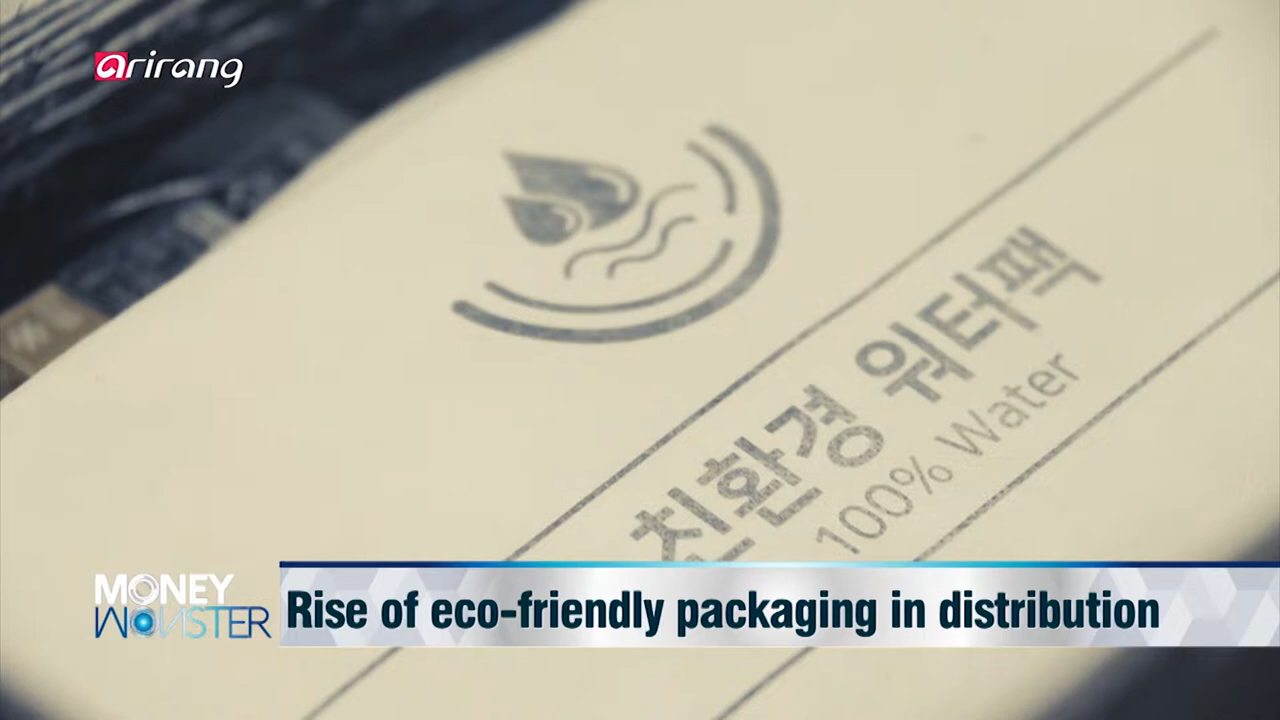 arirang
친환경 워터팩
100% Water
MONEY
MONSTER
Rise of eco-friendly packaging in distribution